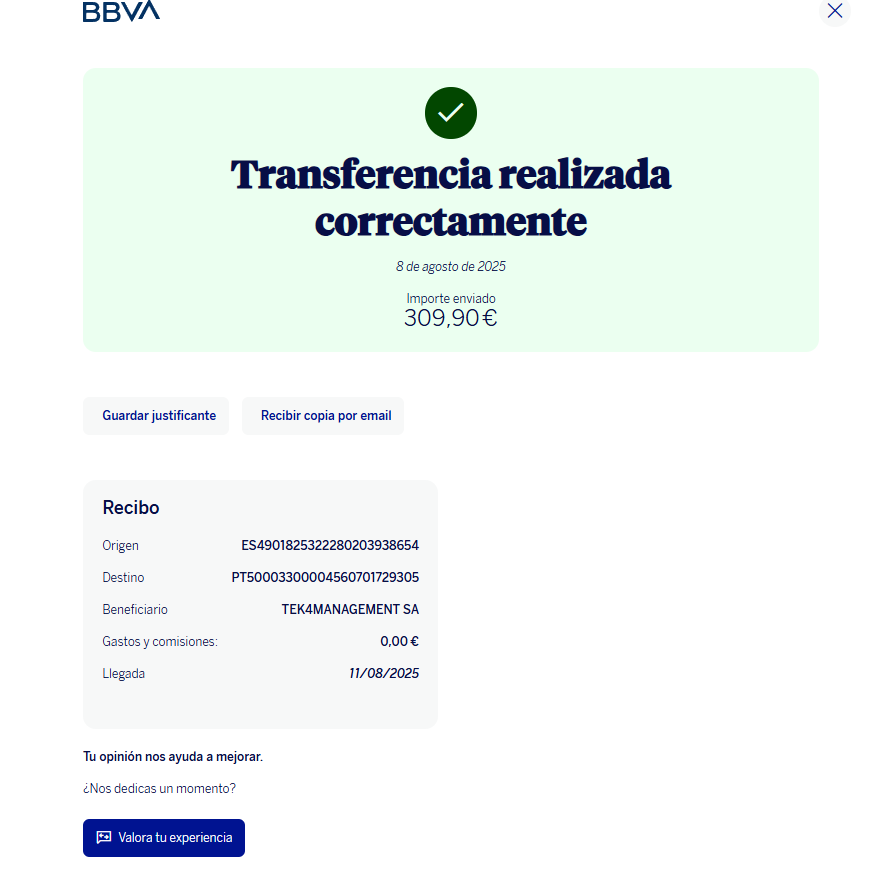 BBVA
Transferencia realizada
correctamente
8 de agosto de 2025
Importe enviado
309,90 €
Guardar justificante
Recibir copia por email
Recibo
Origen ES4901825322280203938654
Destino PT50003300004560701729305
Beneficiario TEK4MANAGEMENT SA
Gastos y comisiones: 0,00 €
Llegada 11/08/2025
Tu opinión nos ayuda a mejorar.
¿Nos dedicas un momento?
Valora tu experiencia